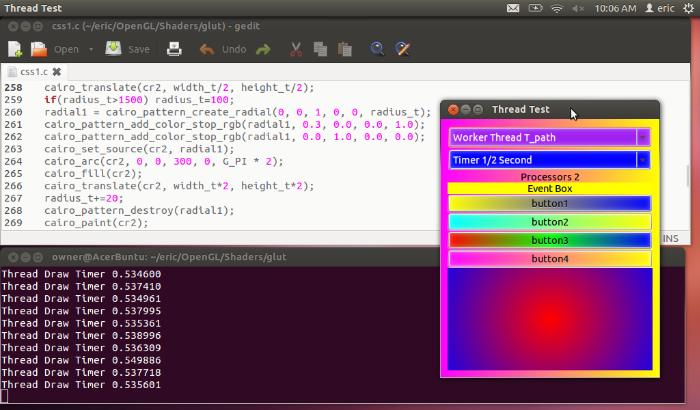 Thread Test
10:06 AM
eric
css1.c (~/eric/OpenGL/Shaders/glut) - gedit
Open
Save
Undo
css1.c
258 cairo_translate(cr2, width_t/2, height_t/2);
259 if(radius_t>1500) radius_t=100;
260 radial1 = cairo_pattern_create_radial(0, 0, 1, 0, 0, radius_t);
261 cairo_pattern_add_color_stop_rgb(radial1, 0.3, 0.0, 0.0, 1.0);
262 cairo_pattern_add_color_stop_rgb(radial1, 0.0, 1.0, 0.0, 0.0);
263 cairo_set_source(cr2, radial1);
264 cairo_arc(cr2, 0, 0, 300, 0, G_PI * 2);
265 cairo_fill(cr2);
266 cairo_translate(cr2, width_t*2, height_t*2);
267 radius_t+=20;
268 cairo_pattern_destroy(radial1);
269 cairo_paint(cr2);
INS
Thread Test
Worker Thread T_path
Timer 1/2 Second
Processors 2
Event Box
button1
button2
button3
button4
owner@AcerBuntu: ~/eric/OpenGL/Shaders/glut
Thread Draw Timer 0.534600
Thread Draw Timer 0.537410
Thread Draw Timer 0.534961
Thread Draw Timer 0.537995
Thread Draw Timer 0.535361
Thread Draw Timer 0.538996
Thread Draw Timer 0.536309
Thread Draw Timer 0.549886
Thread Draw Timer 0.537718
Thread Draw Timer 0.535601